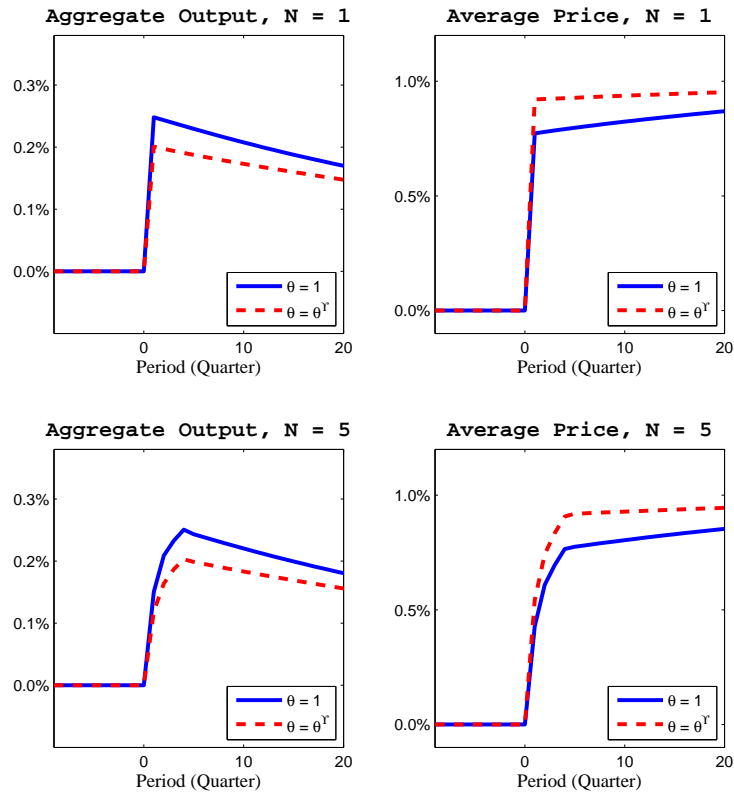 Aggregate Output, N = 1
0.3%
0.2%
0.1%
0.0%
θ = 1
θ = θ^ϒ
0
10
20
Period (Quarter)
Average Price, N = 1
1.0%
0.5%
0.0%
θ = 1
θ = θ^ϒ
0
10
20
Period (Quarter)
Aggregate Output, N = 5
0.3%
0.2%
0.1%
0.0%
θ = 1
θ = θ^ϒ
0
10
20
Period (Quarter)
Average Price, N = 5
1.0%
0.5%
0.0%
θ = 1
θ = θ^ϒ
0
10
20
Period (Quarter)